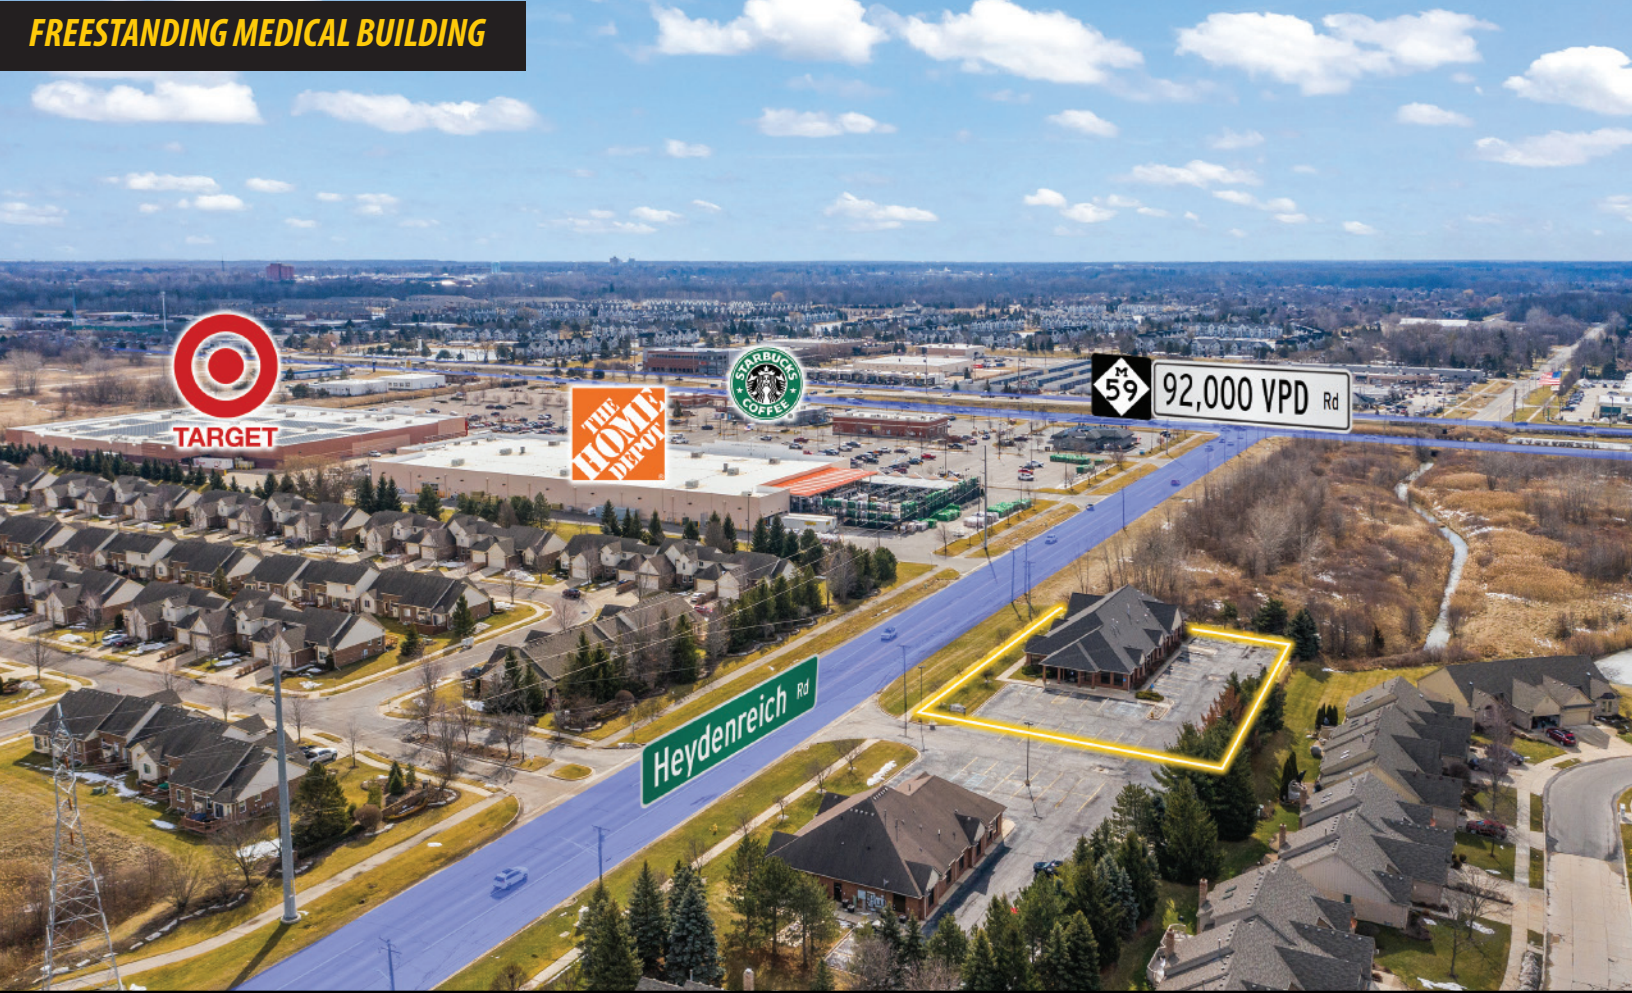 FREESTANDING MEDICAL BUILDING
TARGET
THE
HOME
DEPOT
STARBUCKS
COFFEE
M
59
92,000 VPD Rd
Heydenreich Rd